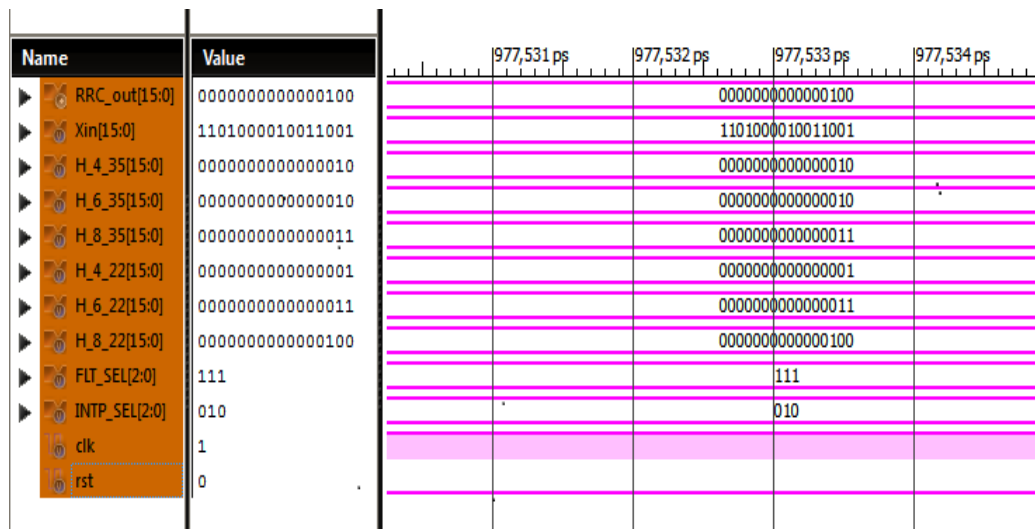 Name Value 977,531 ps 977,532 ps 977,533 ps 977,534 ps
RRC_out[15:0] 0000000000000100 0000000000000100
Xin[15:0] 1101000010011001 1101000010011001
H_4_35[15:0] 0000000000000010 0000000000000010
H_6_35[15:0] 0000000000000010 0000000000000010
H_8_35[15:0] 0000000000000011 0000000000000011
H_4_22[15:0] 0000000000000001 0000000000000001
H_6_22[15:0] 0000000000000011 0000000000000011
H_8_22[15:0] 0000000000000100 0000000000000100
FLT_SEL[2:0] 111 111
INTP_SEL[2:0] 010 010
clk 1
rst 0